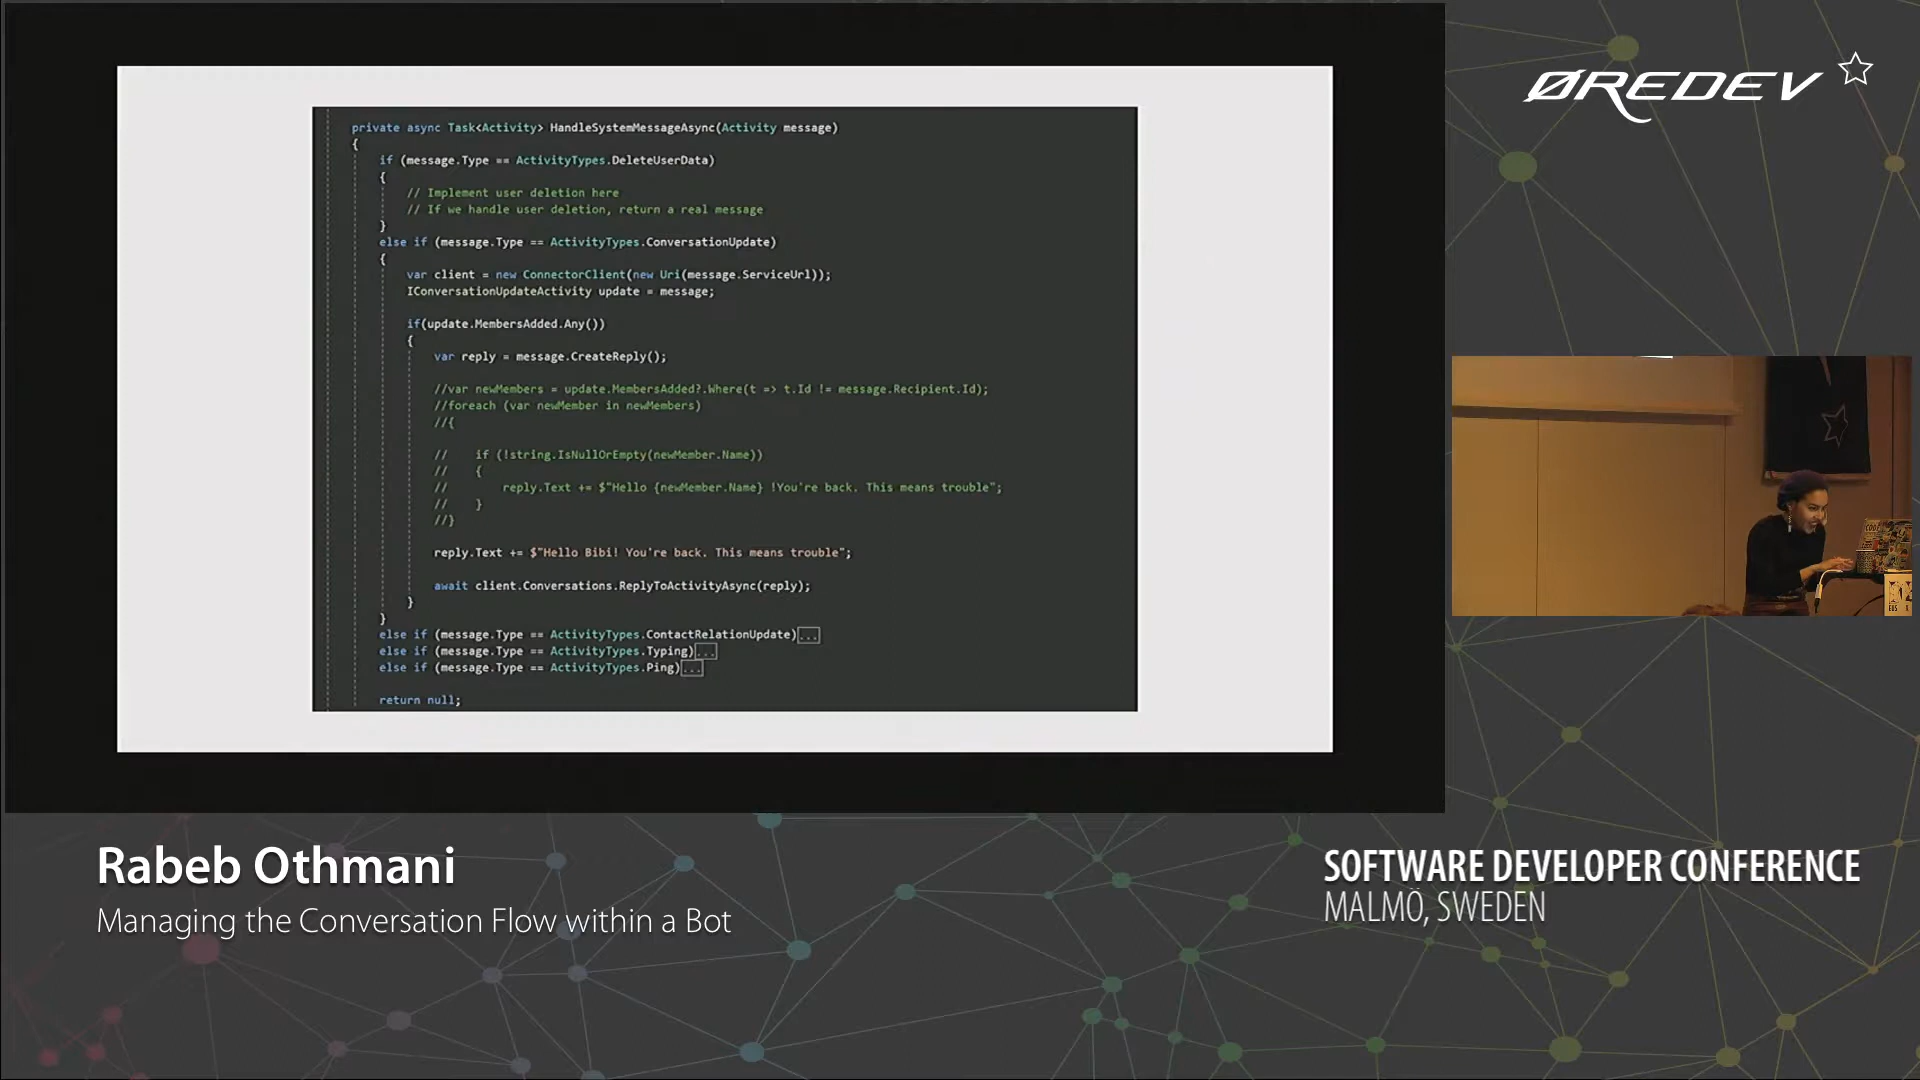 private async Task<Activity> HandleSystemMessageAsync(Activity message)
{
if (message.Type == ActivityTypes.DeleteUserData)
{
// Implement user deletion here
// If we handle user deletion, return a real message
}
else if (message.Type == ActivityTypes.ConversationUpdate)
{
var client = new ConnectorClient(new Uri(message.ServiceUrl));
IConversationUpdateActivity update = message;
if(update.MembersAdded.Any())
{
var reply = message.CreateReply();
//var newMembers = update.MembersAdded?.Where(t => t.Id != message.Recipient.Id);
//foreach (var newMember in newMembers)
//{
// if (!string.IsNullOrEmpty(newMember.Name))
// {
// reply.Text += $"Hello {newMember.Name} !You're back. This means trouble";
// }
//}
reply.Text += $"Hello Bibi! You're back. This means trouble";
await client.Conversations.ReplyToActivityAsync(reply);
}
}
else if (message.Type == ActivityTypes.ContactRelationUpdate)...
else if (message.Type == ActivityTypes.Typing)...
else if (message.Type == ActivityTypes.Ping)...
return null;
ØREDEV
Rabeb Othmani
Managing the Conversation Flow within a Bot
SOFTWARE DEVELOPER CONFERENCE
MALMÖ, SWEDEN